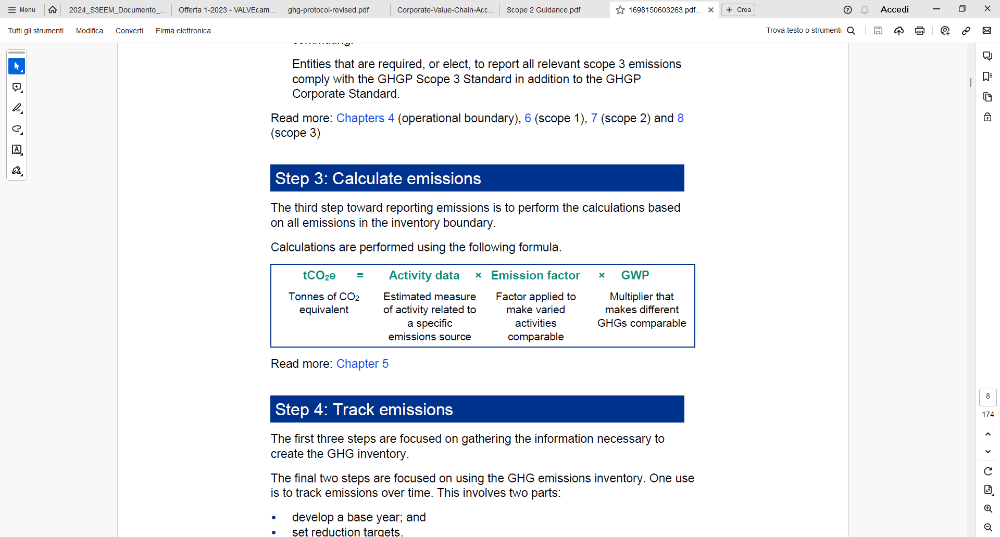 Menu
2024_S3EEM_Documento_...
Offerta 1-2023 - VALVEcam...
ghg-protocol-revised.pdf
Corporate-Value-Chain-Acc...
Scope 2 Guidance.pdf
1698150603263.pdf...
Crea
Accedi
Tutti gli strumenti
Modifica
Converti
Firma elettronica
Trova testo o strumenti
Entities that are required, or elect, to report all relevant scope 3 emissions
comply with the GHGP Scope 3 Standard in addition to the GHGP
Corporate Standard.
Read more: Chapters 4 (operational boundary), 6 (scope 1), 7 (scope 2) and 8
(scope 3)
Step 3: Calculate emissions
The third step toward reporting emissions is to perform the calculations based
on all emissions in the inventory boundary.
Calculations are performed using the following formula.
tCO₂e = Activity data × Emission factor × GWP
Tonnes of CO₂
equivalent
Estimated measure
of activity related to
a specific
emissions source
Factor applied to
make varied
activities
comparable
Multiplier that
makes different
GHGs comparable
Read more: Chapter 5
Step 4: Track emissions
The first three steps are focused on gathering the information necessary to
create the GHG inventory.
The final two steps are focused on using the GHG emissions inventory. One use
is to track emissions over time. This involves two parts:
• develop a base year; and
• set reduction targets.
8
174